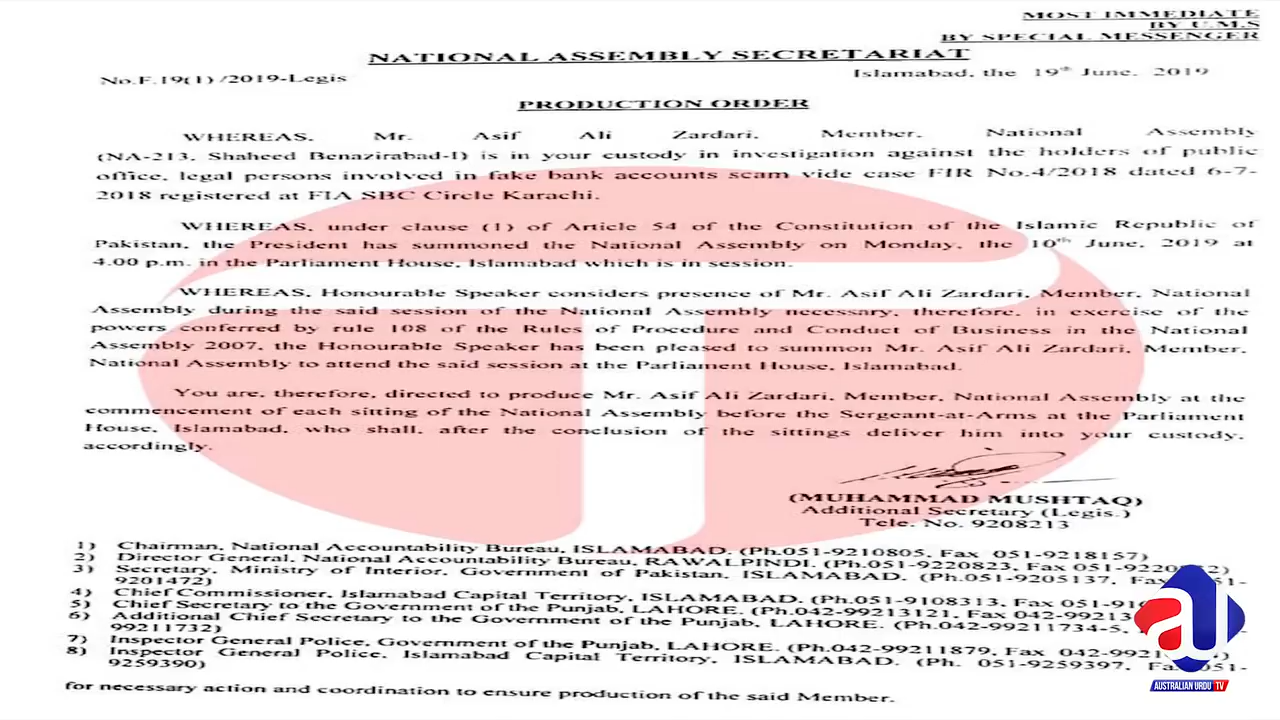 MOST IMMEDIATE
BY U.M.S
BY SPECIAL MESSENGER
NATIONAL ASSEMBLY SECRETARIAT
No.F.19(1) /2019-Legis
Islamabad, the 19th June, 2019
PRODUCTION ORDER
WHEREAS, Mr. Asif Ali Zardari, Member, National Assembly
(NA-213, Shaheed Benazirabad-I) is in your custody in investigation against the holders of public
office, legal persons involved in fake bank accounts scam vide case FIR No.4/2018 dated 6-7-
2018 registered at FIA SBC Circle Karachi.
WHEREAS, under clause (1) of Article 54 of the Constitution of the Islamic Republic of
Pakistan, the President has summoned the National Assembly on Monday, the 10th June, 2019 at
4.00 p.m. in the Parliament House, Islamabad which is in session.
WHEREAS, Honourable Speaker considers presence of Mr. Asif Ali Zardari, Member, National
Assembly during the said session of the National Assembly necessary, therefore, in exercise of the
powers conferred by rule 108 of the Rules of Procedure and Conduct of Business in the National
Assembly 2007, the Honourable Speaker has been pleased to summon Mr. Asif Ali Zardari, Member,
National Assembly to attend the said session at the Parliament House, Islamabad.
You are, therefore, directed to produce Mr. Asif Ali Zardari, Member, National Assembly at the
commencement of each sitting of the National Assembly before the Sergeant-at-Arms at the Parliament
House, Islamabad, who shall, after the conclusion of the sittings deliver him into your custody,
accordingly.
(MUHAMMAD MUSHTAQ)
Additional Secretary (Legis.)
Tele. No. 9208213
1) Chairman, National Accountability Bureau, ISLAMABAD. (Ph.051-9210805, Fax 051-9218157)
2) Director General, National Accountability Bureau, RAWALPINDI. (Ph.051-9220823, Fax
3) Secretary, Ministry of Interior, Government of Pakistan, ISLAMABAD. (Ph.051-9205137,
9201472)
4) Chief Commissioner, Islamabad Capital Territory, ISLAMABAD. (Ph.051-9108313, Fax
5) Chief Secretary to the Government of the Punjab, LAHORE. (Ph.042-99213121, Fax
6) Additional Chief Secretary to the Government of the Punjab, LAHORE. (Ph.042-99211734-5,
99211732)
7) Inspector General Police, Government of the Punjab, LAHORE. (Ph.042-99211879, Fax
8) Inspector General Police, Islamabad Capital Territory, ISLAMABAD. (Ph. 051-9259397,
9259390)
for necessary action and coordination to ensure production of the said Member.
AUSTRALIAN URDU TV